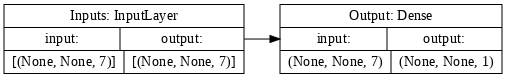 Inputs: InputLayer
input: output:
[(None, None, 7)] [(None, None, 7)]
Output: Dense
input: output:
(None, None, 7) (None, None, 1)